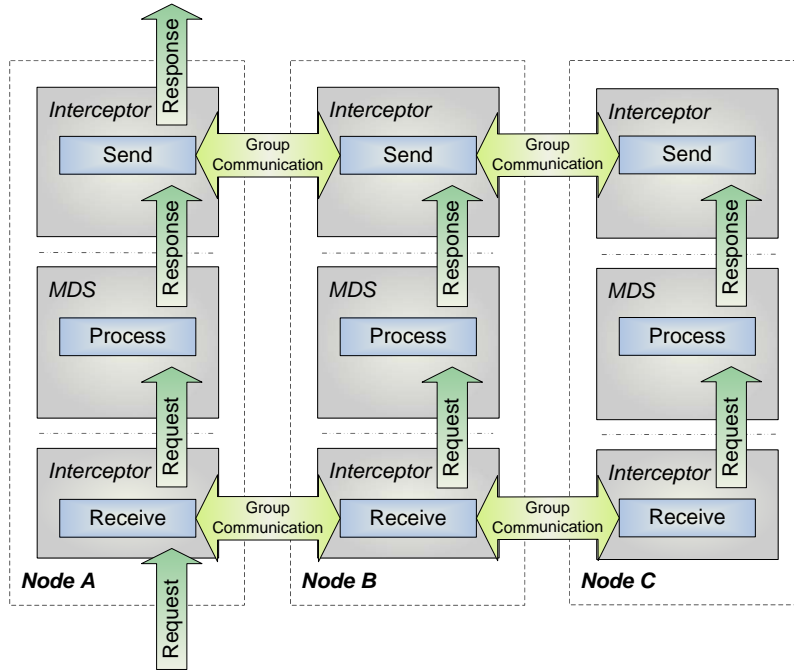 Response
Interceptor
Interceptor
Interceptor
Send
Group
Communication
Send
Group
Communication
Send
Response
Response
Response
MDS
MDS
MDS
Process
Process
Process
Request
Request
Request
Interceptor
Interceptor
Interceptor
Receive
Group
Communication
Receive
Group
Communication
Receive
Node A
Node B
Node C
Request